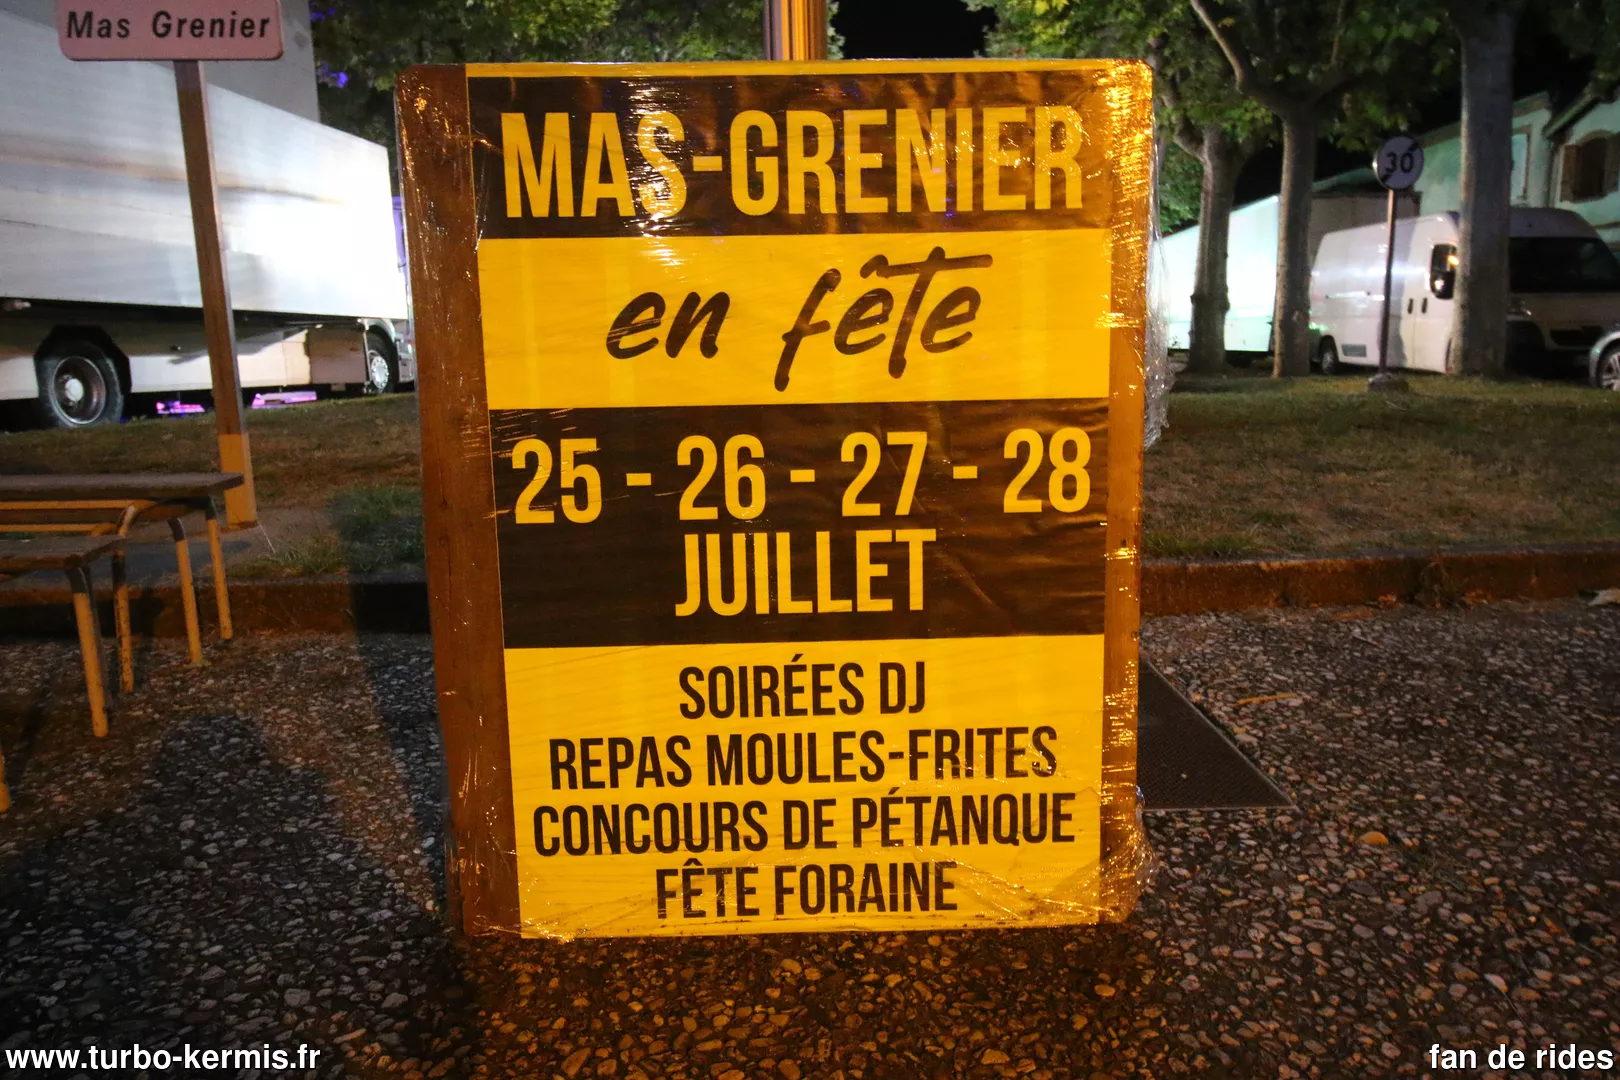 Mas Grenier
MAS-GRENIER
en fête
25 - 26 - 27 - 28
JUILLET
SOIRÉES DJ
REPAS MOULES-FRITES
CONCOURS DE PÉTANQUE
FÊTE FORAINE
30
www.turbo-kermis.fr
fan de rides